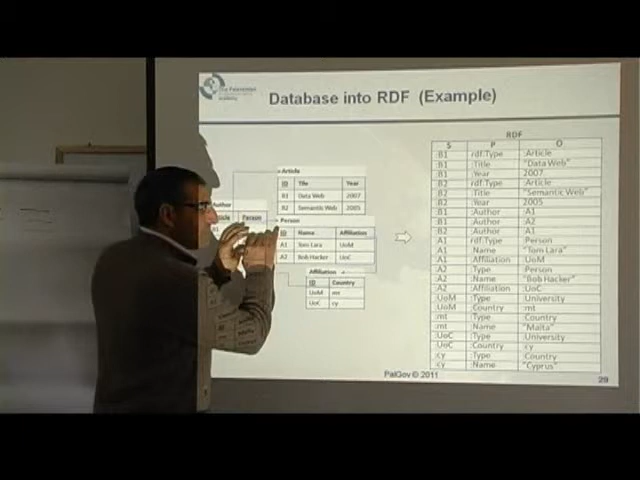 Academy
Database into RDF (Example)
Article
ID Title Year
B1 Data Web 2007
B2 Semantic Web 2005
Author
Person
B1
Person
ID Name Affiliation
A1 Tom Lara UoM
A2 Bob Hacker UoC
Affiliation
ID Country
UoM mt
UoC cy
RDF
S P O
:B1 rdf:Type :Article
:B1 :Title "Data Web"
:B1 :Year 2007
:B2 rdf:Type :Article
:B2 :Title "Semantic Web"
:B2 :Year 2005
:B1 :Author :A1
:B1 :Author :A2
:B2 :Author :A1
:A1 rdf:Type :Person
:A1 :Name "Tom Lara"
:A1 :Affiliation :UoM
:A2 :Type :Person
:A2 :Name "Bob Hacker"
:A2 :Affiliation :UoC
:UoM :Type :University
:UoM :Country :mt
:mt :Type :Country
:mt :Name "Malta"
:UoC :Type :University
:UoC :Country :cy
:cy :Type :Country
:cy :Name "Cyprus"
PalGov © 2011
29